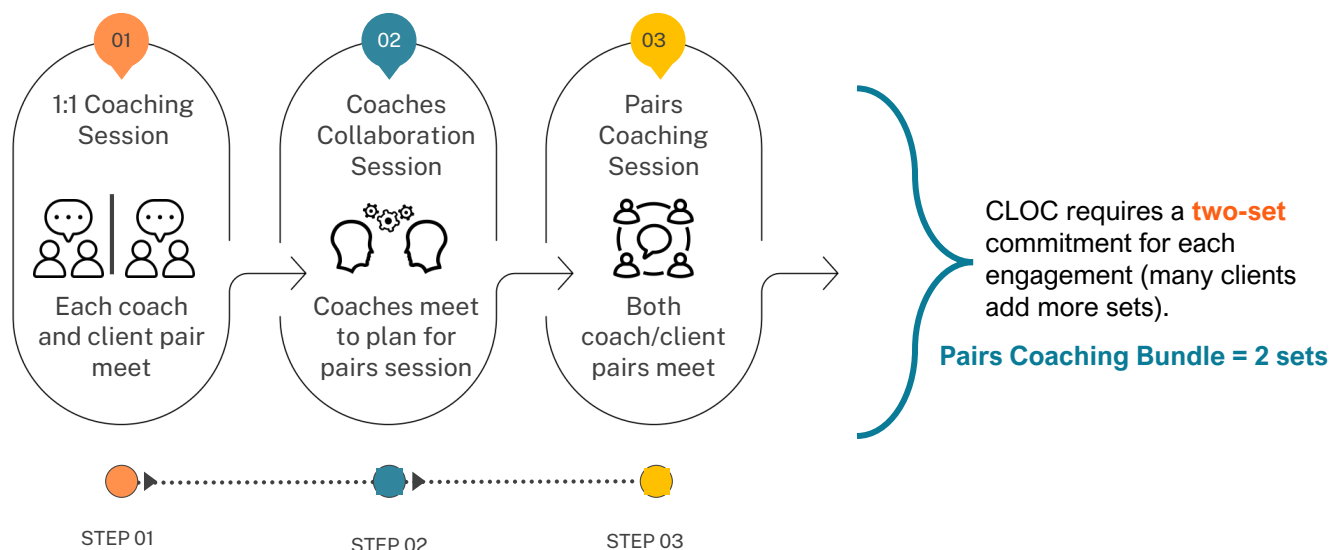 01
1:1 Coaching
Session
Each coach
and client pair
meet
02
Coaches
Collaboration
Session
Coaches meet
to plan for
pairs session
03
Pairs
Coaching
Session
Both
coach/client
pairs meet
CLOC requires a two-set
commitment for each
engagement (many clients
add more sets).
Pairs Coaching Bundle = 2 sets
STEP 01
STEP 02
STEP 03